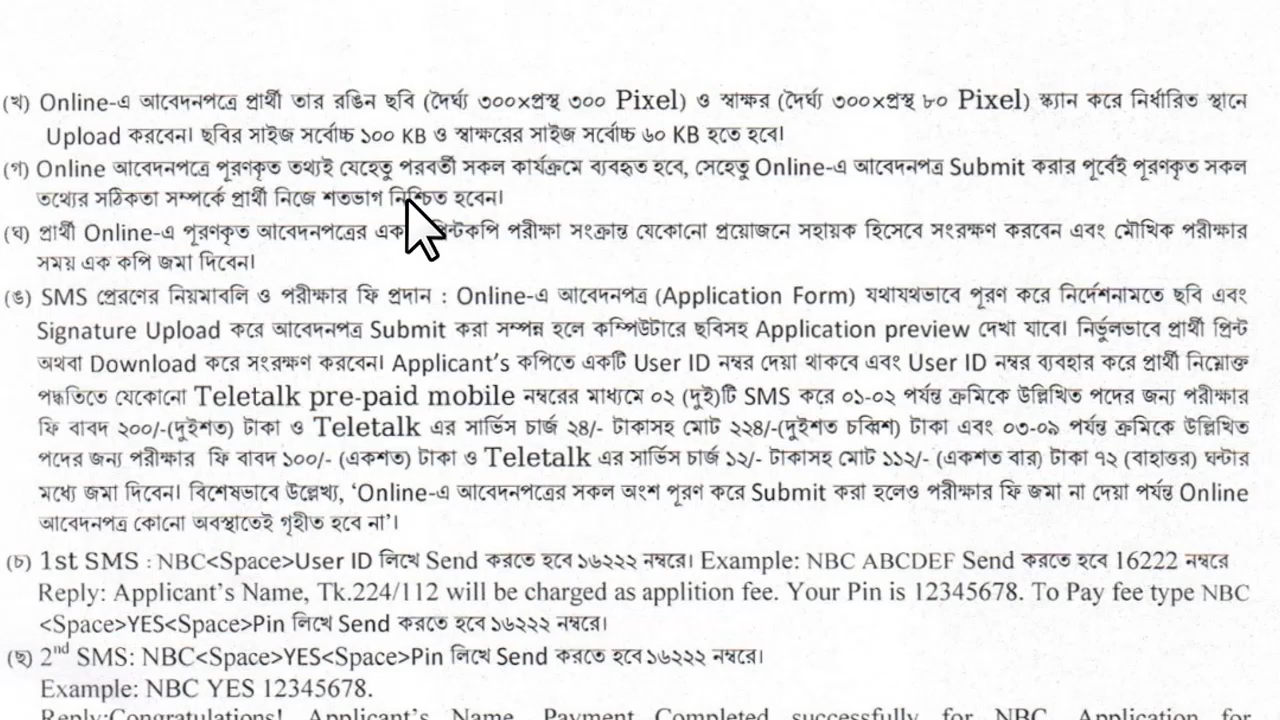 (খ) Online-এ আবেদনপত্রে প্রার্থী তার রঙিন ছবি (দৈর্ঘ্য ৩০০×প্রস্থ ৩০০ Pixel) ও স্বাক্ষর (দৈর্ঘ্য ৩০০×প্রস্থ ৮০ Pixel) স্ক্যান করে নির্ধারিত স্থানে
Upload করবেন। ছবির সাইজ সর্বোচ্চ ১০০ KB ও স্বাক্ষরের সাইজ সর্বোচ্চ ৬০ KB হতে হবে।
(গ) Online আবেদনপত্রে পূরণকৃত তথ্যই যেহেতু পরবর্তী সকল কার্যক্রমে ব্যবহৃত হবে, সেহেতু Online-এ আবেদনপত্র Submit করার পূর্বেই পূরণকৃত সকল
তথ্যের সঠিকতা সম্পর্কে প্রার্থী নিজে শতভাগ নিশ্চিত হবেন।
(ঘ) প্রার্থী Online-এ পূরণকৃত আবেদনপত্রের পরীক্ষা সংক্রান্ত যেকোনো প্রয়োজনে সহায়ক হিসেবে সংরক্ষণ করবেন এবং মৌখিক পরীক্ষার
সময় এক কপি জমা দিবেন।
(ঙ) SMS প্রেরণের নিয়মাবলি ও পরীক্ষার ফি প্রদান : Online-এ আবেদনপত্র (Application Form) যথাযথভাবে পূরণ করে নির্দেশনামতে ছবি এবং
Signature Upload করে আবেদনপত্র Submit করা সম্পন্ন হলে কম্পিউটারে ছবিসহ Application preview দেখা যাবে। নির্ভুলভাবে প্রার্থী প্রিন্ট
অথবা Download করে সংরক্ষণ করবেন। Applicant's কপিতে একটি User ID নম্বর দেয়া থাকবে এবং User ID নম্বর ব্যবহার করে প্রার্থী নিম্নোক্ত
পদ্ধতিতে যেকোনো Teletalk pre-paid mobile নম্বরের মাধ্যমে ০২ (দুই)টি SMS করে ০১-০২ পর্যন্ত ক্রমিকে উল্লিখিত পদের জন্য পরীক্ষার
ফি বাবদ ২০০/-(দুইশত) টাকা ও Teletalk এর সার্ভিস চার্জ ২৪/- টাকাসহ মোট ২২৪/-(দুইশত চব্বিশ) টাকা এবং ০৩-০৯ পর্যন্ত ক্রমিকে উল্লিখিত
পদের জন্য পরীক্ষার ফি বাবদ ১০০/- (একশত) টাকা ও Teletalk এর সার্ভিস চার্জ ১২/- টাকাসহ মোট ১১২/- (একশত বার) টাকা ৭২ (বাহাত্তর) ঘন্টার
মধ্যে জমা দিবেন। বিশেষভাবে উল্লেখ্য, ‘Online-এ আবেদনপত্রের সকল অংশ পূরণ করে Submit করা হলেও পরীক্ষার ফি জমা না দেয়া পর্যন্ত Online
আবেদনপত্র কোনো অবস্থাতেই গৃহীত হবে না’।
(চ) 1st SMS : NBC<Space>User ID লিখে Send করতে হবে ১৬২২২ নম্বরে। Example: NBC ABCDEF Send করতে হবে 16222 নম্বরে
Reply: Applicant's Name, Tk.224/112 will be charged as applition fee. Your Pin is 12345678. To Pay fee type NBC
<Space>YES<Space>Pin লিখে Send করতে হবে ১৬২২২ নম্বরে।
(ছ) 2nd SMS: NBC<Space>YES<Space>Pin লিখে Send করতে হবে ১৬২২২ নম্বরে।
Example: NBC YES 12345678.
Reply:Congratulations! Applicant's Name, Payment Completed successfully for NBC Application for